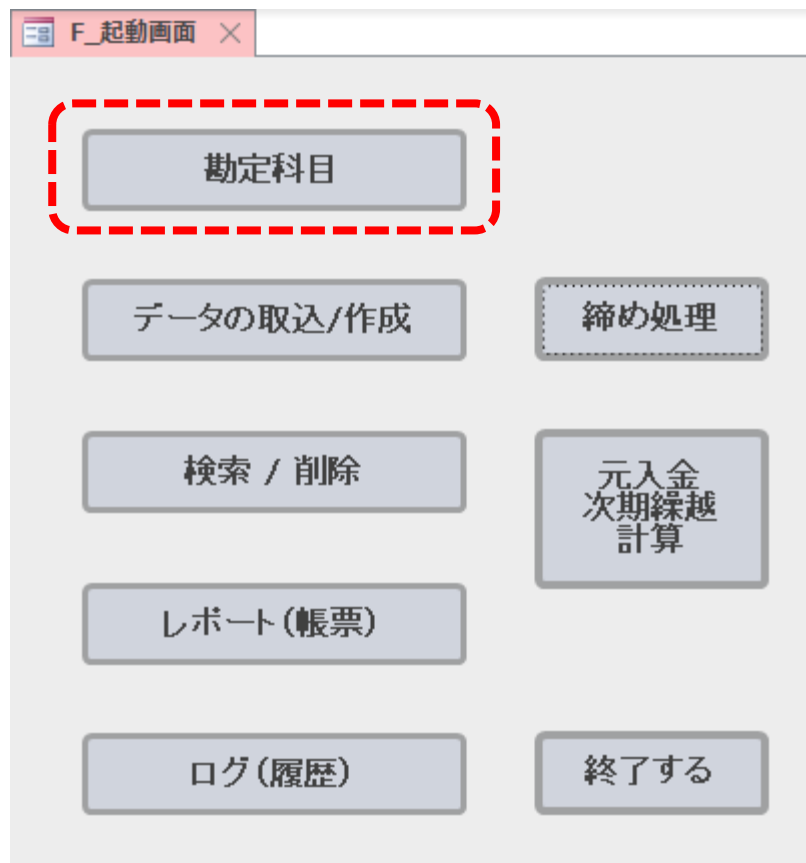 F_起動画面
勘定科目
データの取込/作成
締め処理
検索 / 削除
元入金
次期繰越
計算
レポート(帳票)
ログ(履歴)
終了する